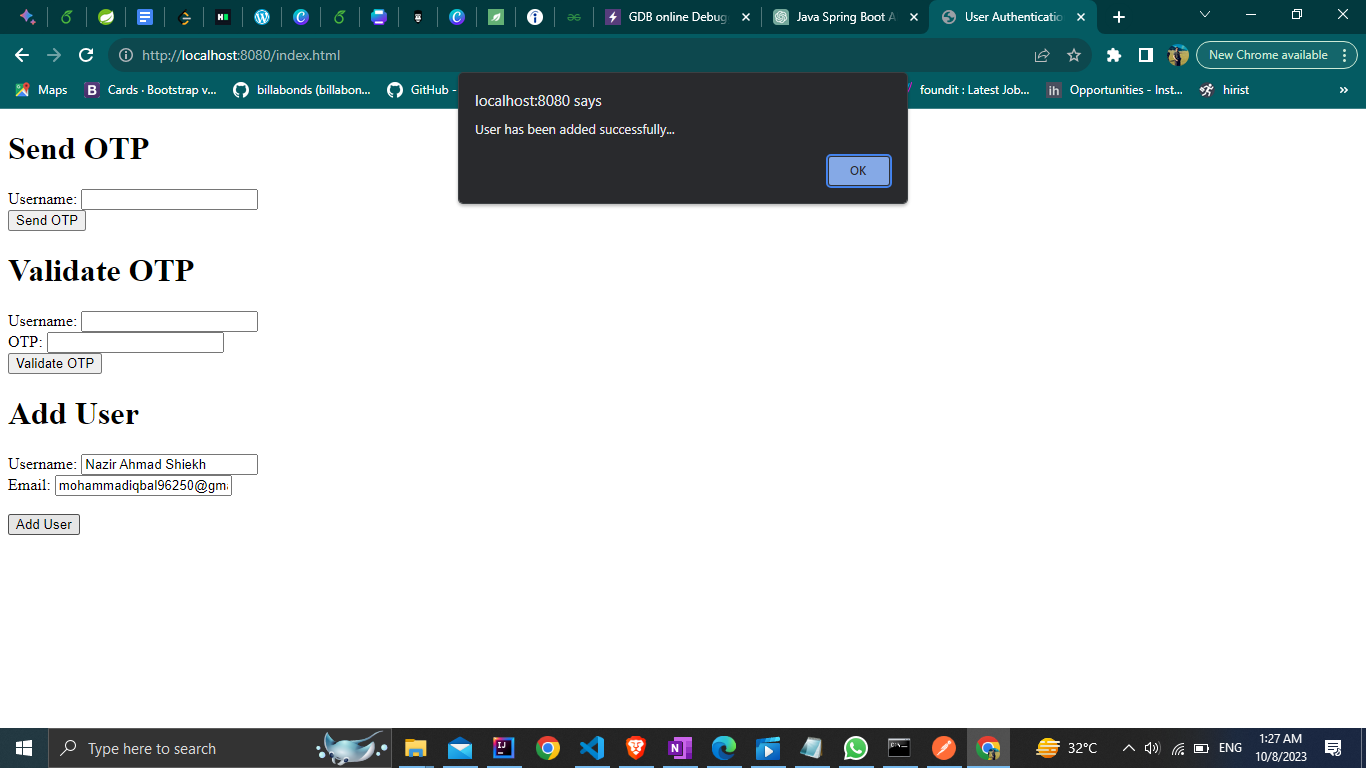 GDB online Debug
Java Spring Boot A
User Authenticatio
http://localhost:8080/index.html
New Chrome available
Maps
Cards · Bootstrap v...
billabonds (billabon...
GitHub -
foundit : Latest Job...
ih
Opportunities - Inst...
hirist
»
localhost:8080 says
User has been added successfully...
OK
Send OTP
Username:
Send OTP
Validate OTP
Username:
OTP:
Validate OTP
Add User
Username: Nazir Ahmad Shiekh
Email: mohammadiqbal96250@gma
Add User
Type here to search
32°C
ENG
1:27 AM
10/8/2023